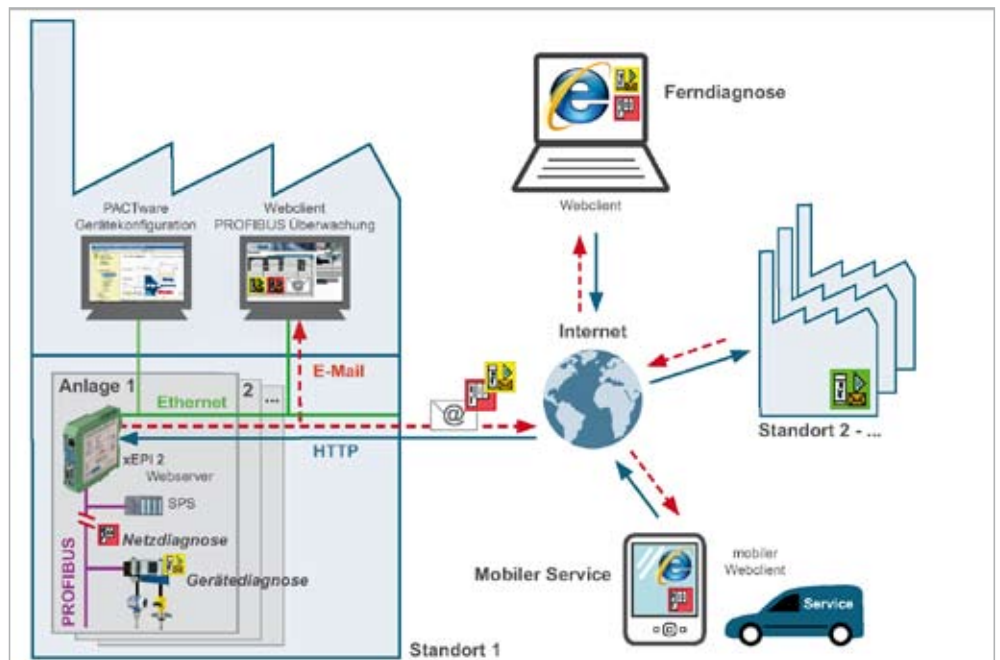 Ferndiagnose
Webclient
PACTware
Gerätekonfiguration
Webclient
PROFIBUS Überwachung
Internet
E-Mail
Anlage 1
2
...
Ethernet
@
HTTP
xEPI 2
Webserver
SPS
Netzdiagnose
Gerätediagnose
PROFIBUS
Standort 1
Standort 2 - ...
Mobiler Service
mobiler
Webclient
Service